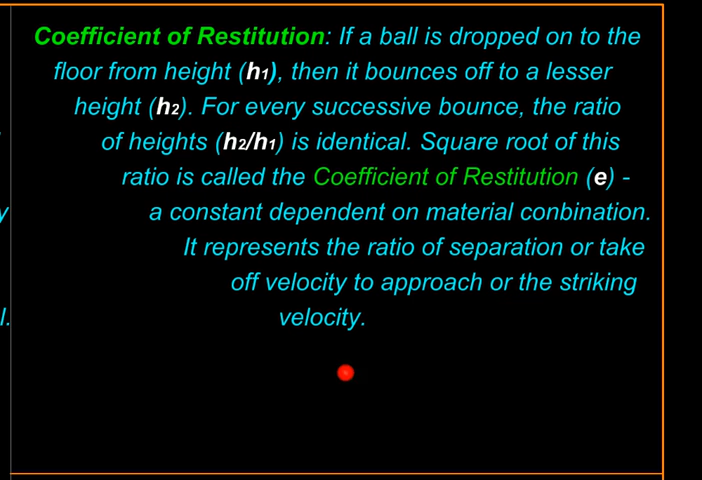 Coefficient of Restitution: If a ball is dropped on to the
floor from height (h1), then it bounces off to a lesser
height (h2). For every successive bounce, the ratio
of heights (h2/h1) is identical. Square root of this
ratio is called the Coefficient of Restitution (e) -
y a constant dependent on material conbination.
It represents the ratio of separation or take
off velocity to approach or the striking
l. velocity.